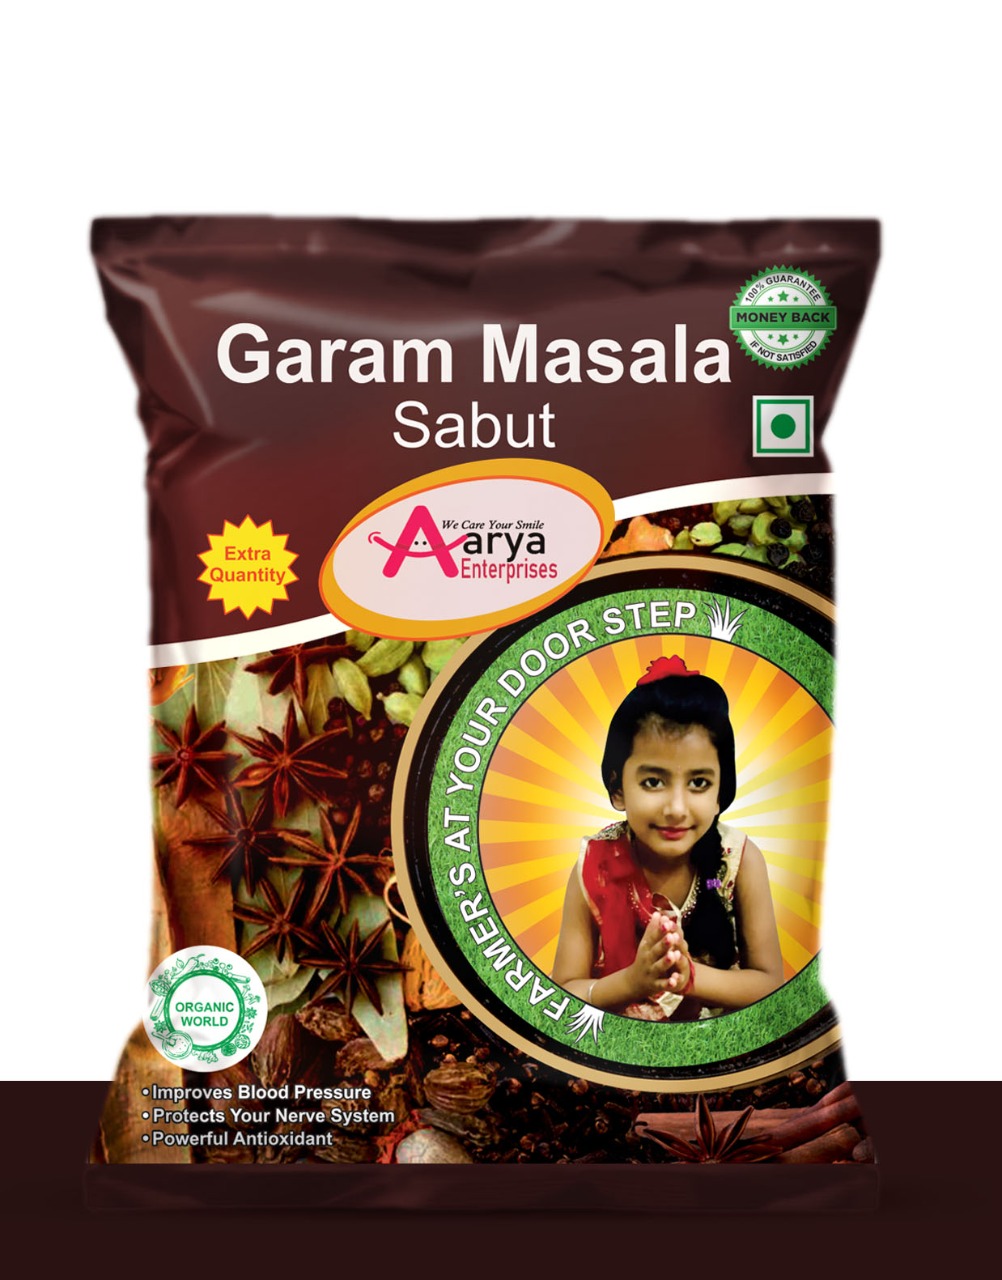 100% GUARANTEE
MONEY BACK
IF NOT SATISFIED
Garam Masala
Sabut
Extra
Quantity
We Care Your Smile
Aarya
Enterprises
FARMER'S AT YOUR DOOR STEP
ORGANIC
WORLD
•Improves Blood Pressure
•Protects Your Nerve System
•Powerful Antioxidant